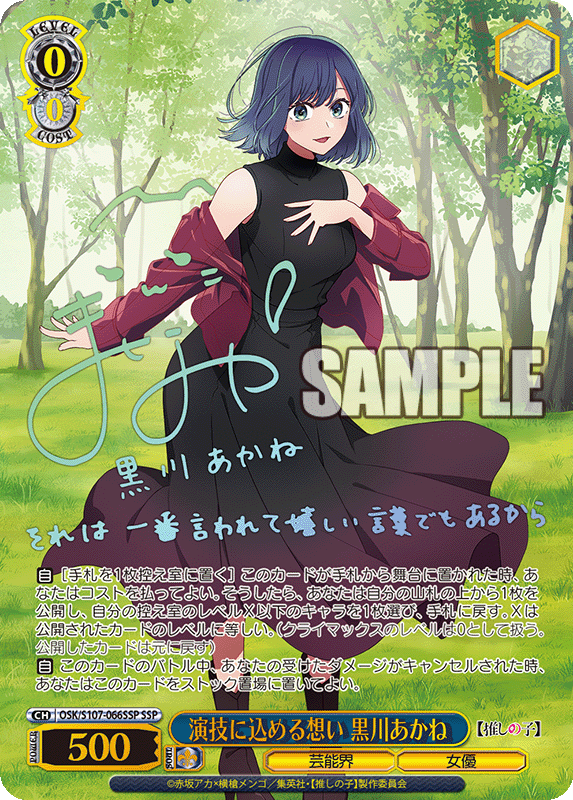 LEVEL
0
0
COST
SAMPLE
黒川あかね
それは 一番言われて嬉しい言葉でもあるから
自 [手札を1枚控え室に置く] このカードが手札から舞台に置かれた時、あ
なたはコストを払ってよい。そうしたら、あなたは自分の山札の上から1枚を
公開し、自分の控え室のレベルX以下のキャラを1枚選び、手札に戻す。Xは
公開されたカードのレベルに等しい。(クライマックスのレベルは0として扱う。
公開したカードは元に戻す)
自 このカードのバトル中、あなたの受けたダメージがキャンセルされた時、
あなたはこのカードをストック置場に置いてよい。
CH OSK/S107-066SSP SSP
演技に込める想い 黒川あかね
【推しの子】
POWER
500
SOUL
芸能界
女優
©赤坂アカ×横槍メンゴ/集英社・【推しの子】製作委員会